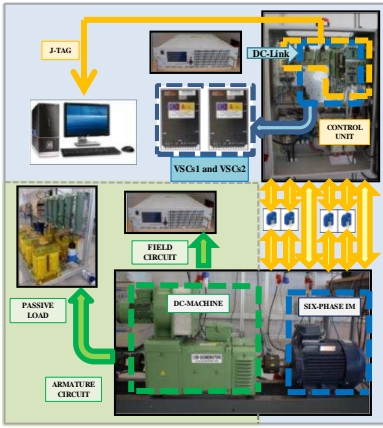 J-TAG
DC-Link
CONTROL
UNIT
VSCs1 and VSCs2
FIELD
CIRCUIT
PASSIVE
LOAD
DC-MACHINE
SIX-PHASE IM
ARMATURE
CIRCUIT